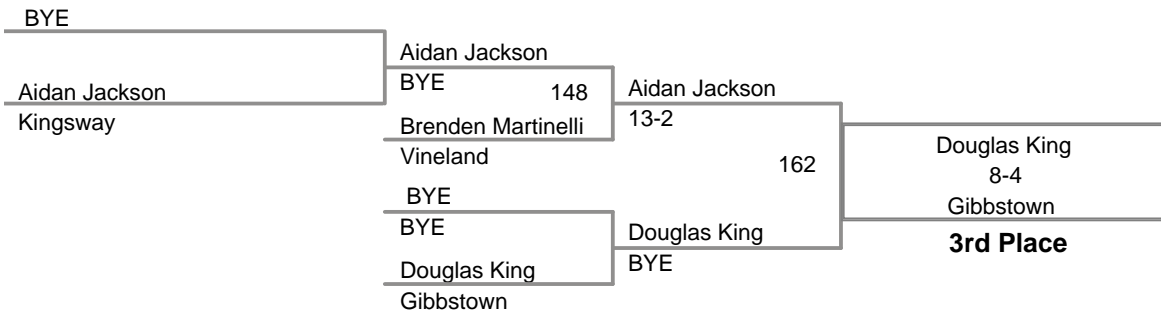 BYE
Aidan Jackson
Kingsway
Aidan Jackson
BYE
148
Brenden Martinelli
Vineland
BYE
BYE
Douglas King
Gibbstown
Aidan Jackson
13-2
162
Douglas King
BYE
Douglas King
8-4
Gibbstown
3rd Place